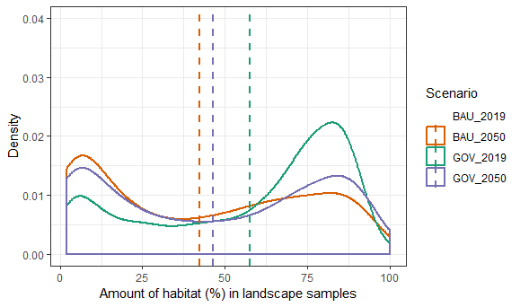 0.04
0.03
0.02
0.01
0.00
Density
0
25
50
75
100
Amount of habitat (%) in landscape samples
Scenario
BAU_2019
BAU_2050
GOV_2019
GOV_2050